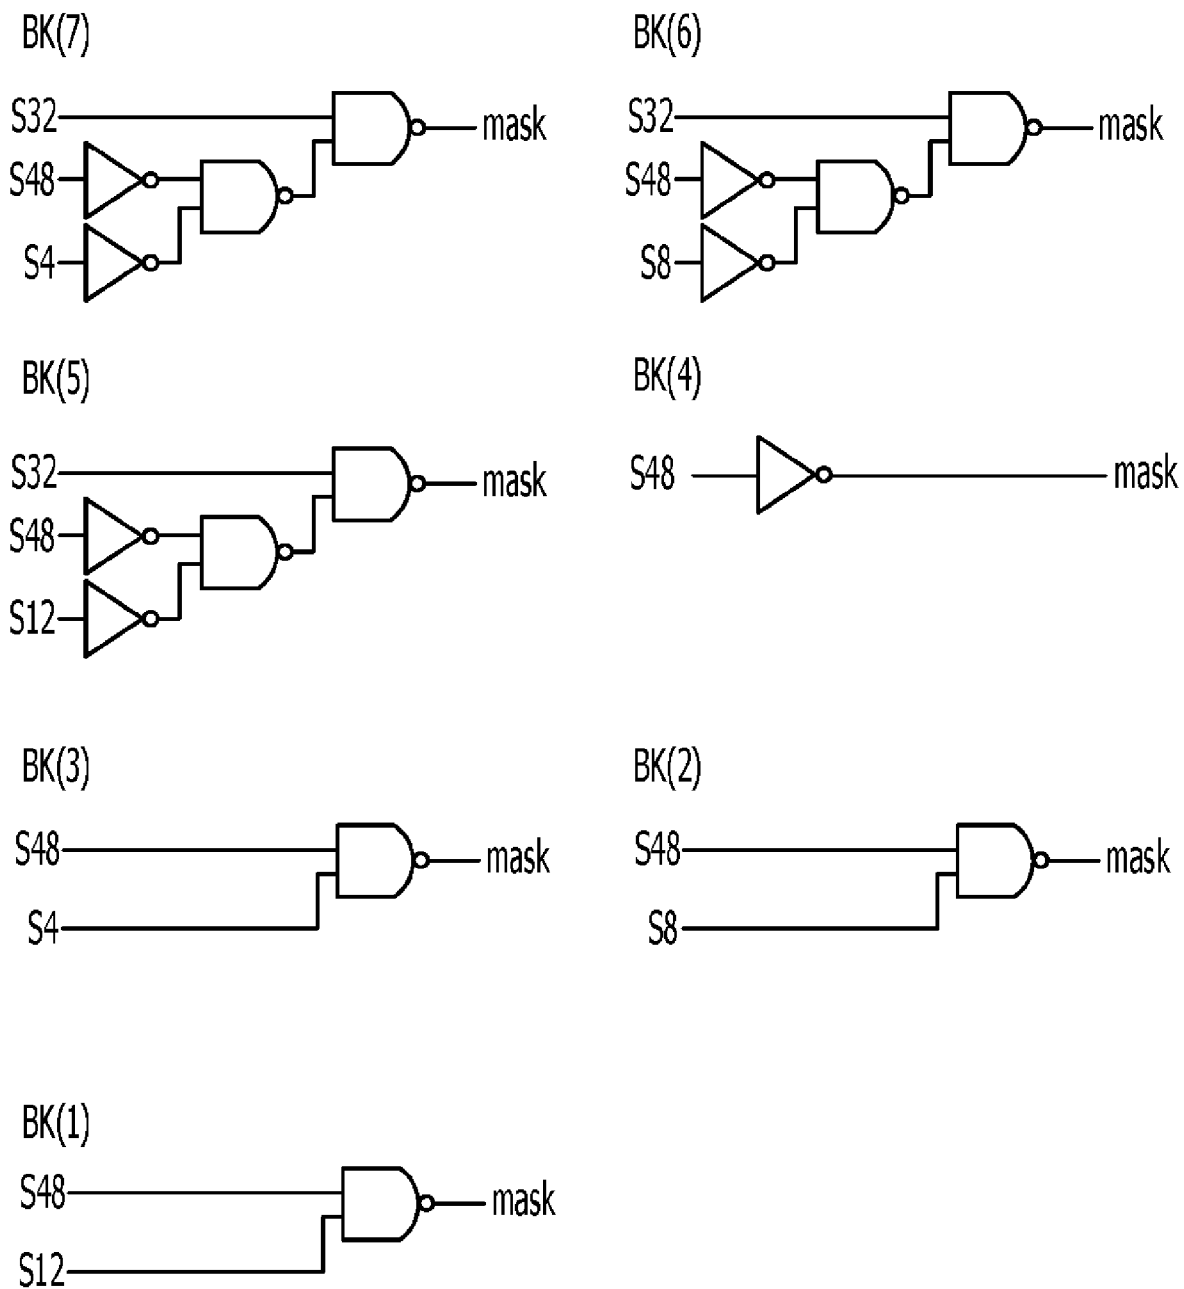 BK(7)
S32
mask
S48
S4
BK(6)
S32
mask
S48
S8
BK(5)
S32
mask
S48
S12
BK(4)
S48
mask
BK(3)
S48
mask
S4
BK(2)
S48
mask
S8
BK(1)
S48
mask
S12